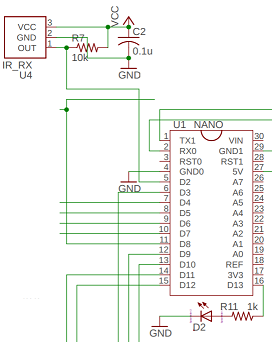 VCC
VCC 3
GND 2
OUT 1
IR_RX
U4
R7
10k
C2
0.1u
GND
U1 NANO
1 TX1 VIN 30
2 RX0 GND1 29
3 RST0 RST1 28
4 GND0 5V 27
5 D2 A7 26
6 D3 A6 25
7 D4 A5 24
8 D5 A4 23
9 D6 A3 22
10 D7 A2 21
11 D8 A1 20
12 D9 A0 19
13 D10 REF 18
14 D11 3V3 17
15 D12 D13 16
GND
GND
D2
R11 1k